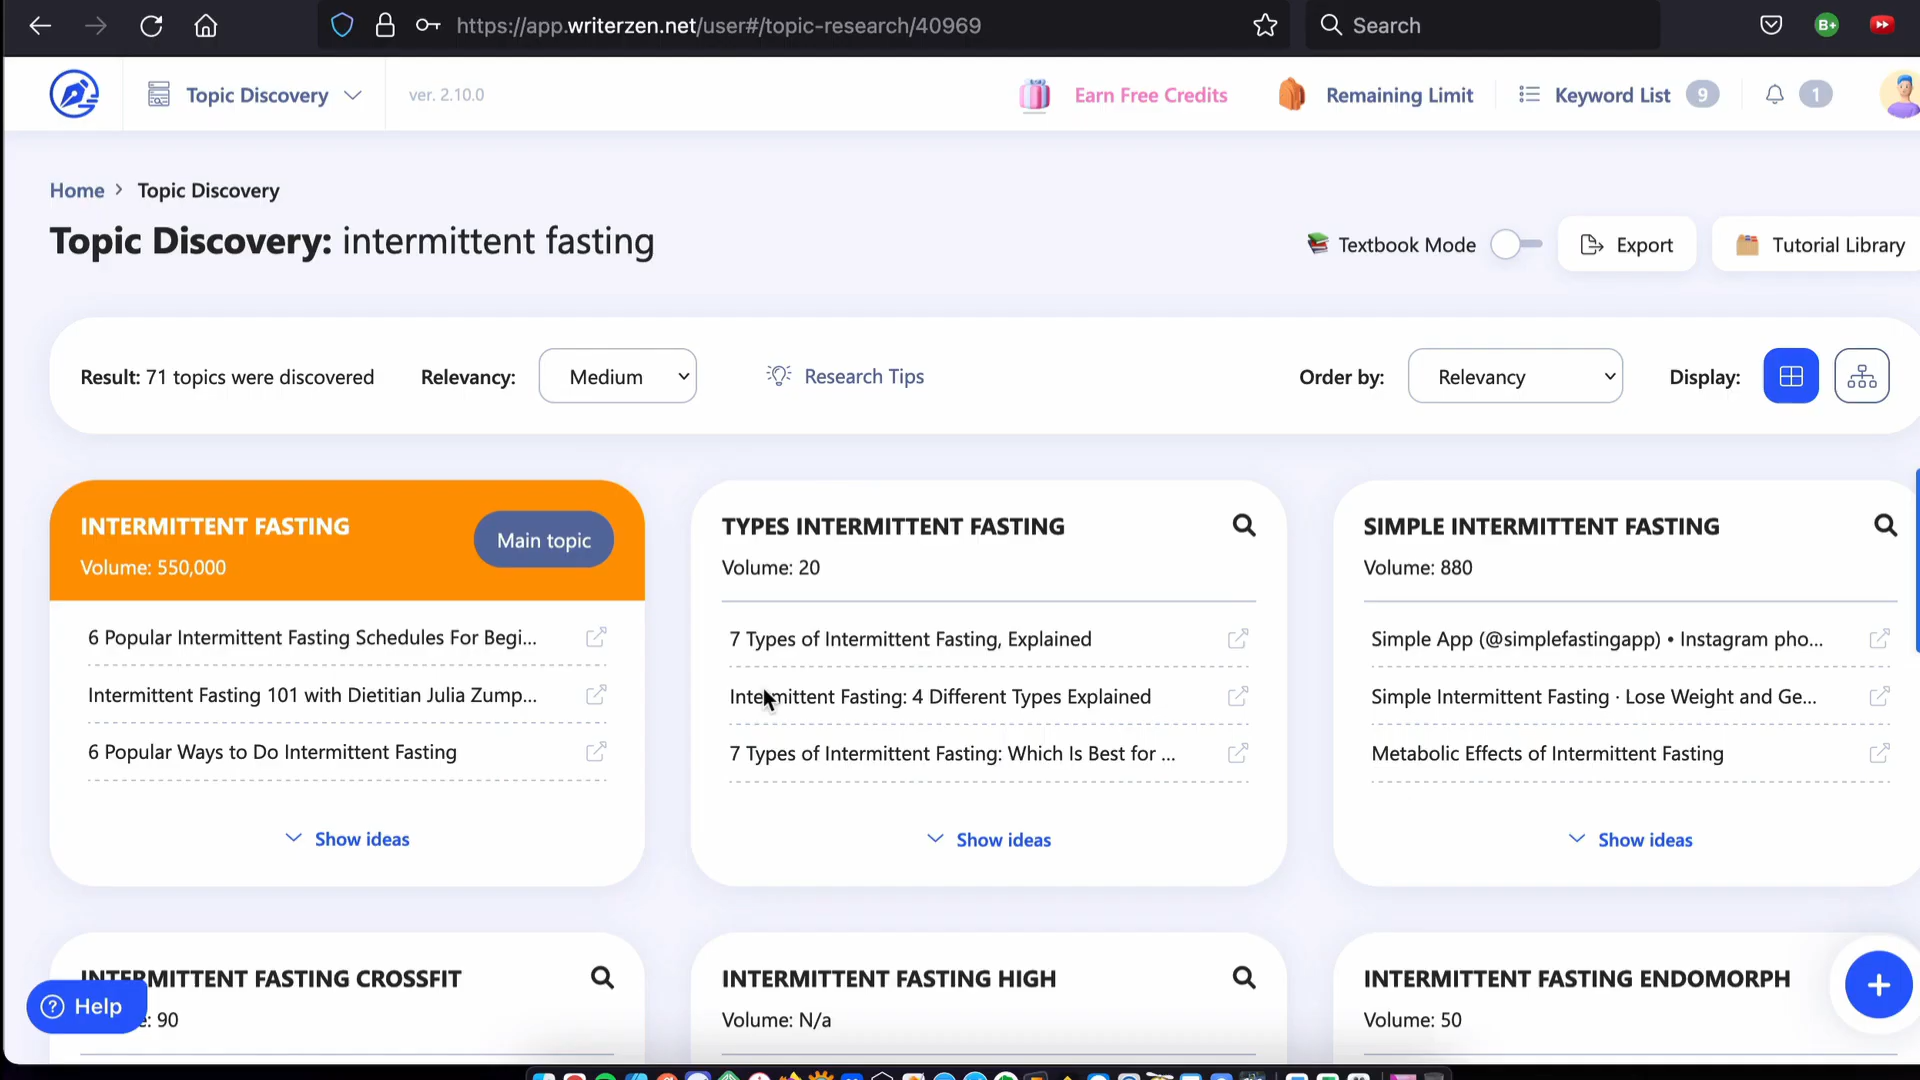 https://app.writerzen.net/user#/topic-research/40969
Search
B+
Topic Discovery
ver. 2.10.0
Earn Free Credits
Remaining Limit
Keyword List 9
1
Home > Topic Discovery
Topic Discovery: intermittent fasting
Textbook Mode
Export
Tutorial Library
Result: 71 topics were discovered
Relevancy: Medium
Research Tips
Order by: Relevancy
Display:
INTERMITTENT FASTING
Volume: 550,000
Main topic
6 Popular Intermittent Fasting Schedules For Begi...
Intermittent Fasting 101 with Dietitian Julia Zump...
6 Popular Ways to Do Intermittent Fasting
Show ideas
TYPES INTERMITTENT FASTING
Volume: 20
7 Types of Intermittent Fasting, Explained
Intermittent Fasting: 4 Different Types Explained
7 Types of Intermittent Fasting: Which Is Best for ...
Show ideas
SIMPLE INTERMITTENT FASTING
Volume: 880
Simple App (@simplefastingapp) • Instagram pho...
Simple Intermittent Fasting · Lose Weight and Ge...
Metabolic Effects of Intermittent Fasting
Show ideas
INTERMITTENT FASTING CROSSFIT
e: 90
INTERMITTENT FASTING HIGH
Volume: N/a
INTERMITTENT FASTING ENDOMORPH
Volume: 50
? Help
+